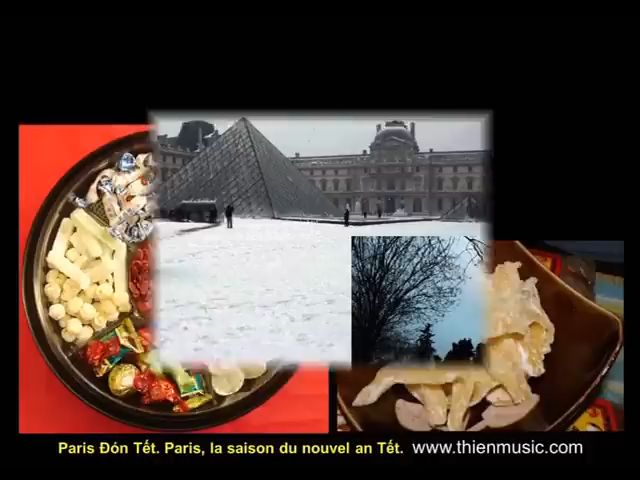 Paris Đón Tết. Paris, la saison du nouvel an Tết. www.thienmusic.com